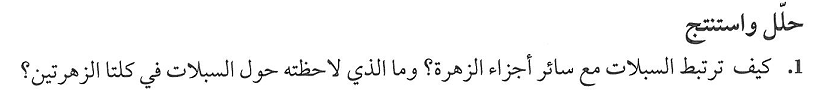 حلّل واستنتج
1. كيف ترتبط السبلات مع سائر أجزاء الزهرة؟ وما الذي لاحظته حول السبلات في كلتا الزهرتين؟